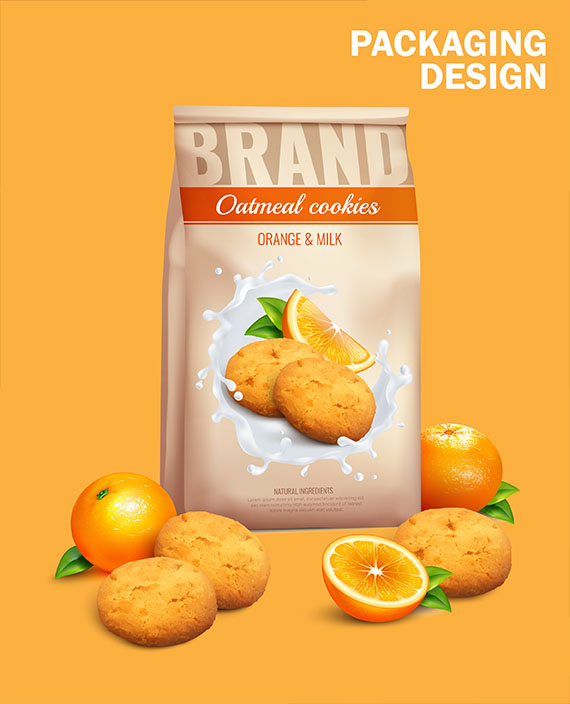 PACKAGING
DESIGN
BRAND
Oatmeal cookies
ORANGE & MILK
NATURAL INGREDIENTS